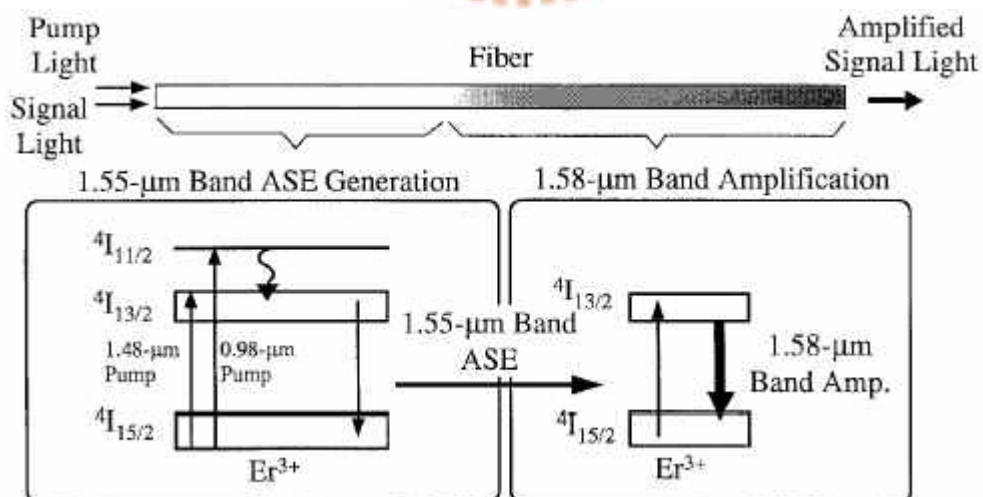 Pump
Light
Signal
Light
Fiber
Amplified
Signal Light
1.55-μm Band ASE Generation
1.58-μm Band Amplification
⁴I₁₁/₂
⁴I₁₃/₂
1.48-μm
Pump
0.98-μm
Pump
⁴I₁₅/₂
Er³⁺
1.55-μm Band
ASE
⁴I₁₃/₂
1.58-μm
Band Amp.
⁴I₁₅/₂
Er³⁺